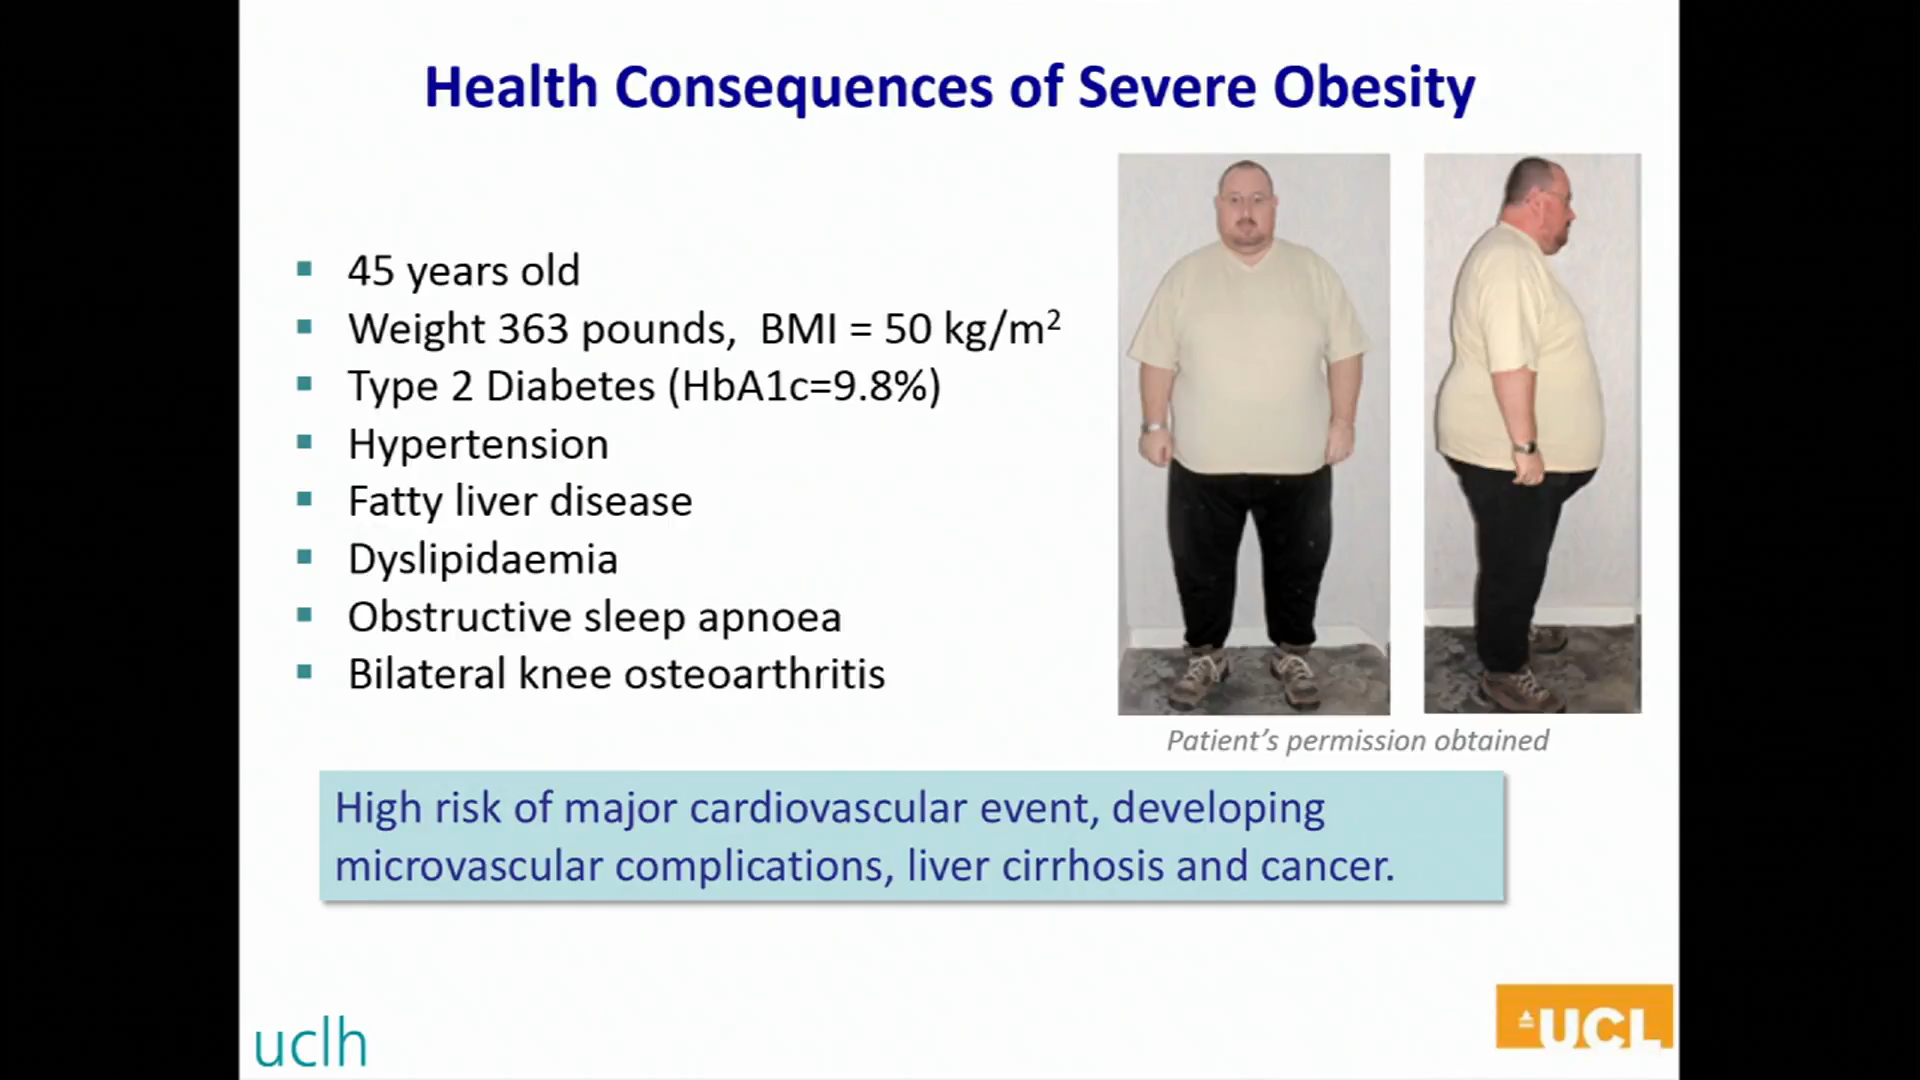 Health Consequences of Severe Obesity
45 years old
Weight 363 pounds, BMI = 50 kg/m²
Type 2 Diabetes (HbA1c=9.8%)
Hypertension
Fatty liver disease
Dyslipidaemia
Obstructive sleep apnoea
Bilateral knee osteoarthritis
Patient's permission obtained
High risk of major cardiovascular event, developing
microvascular complications, liver cirrhosis and cancer.
uclh
UCL